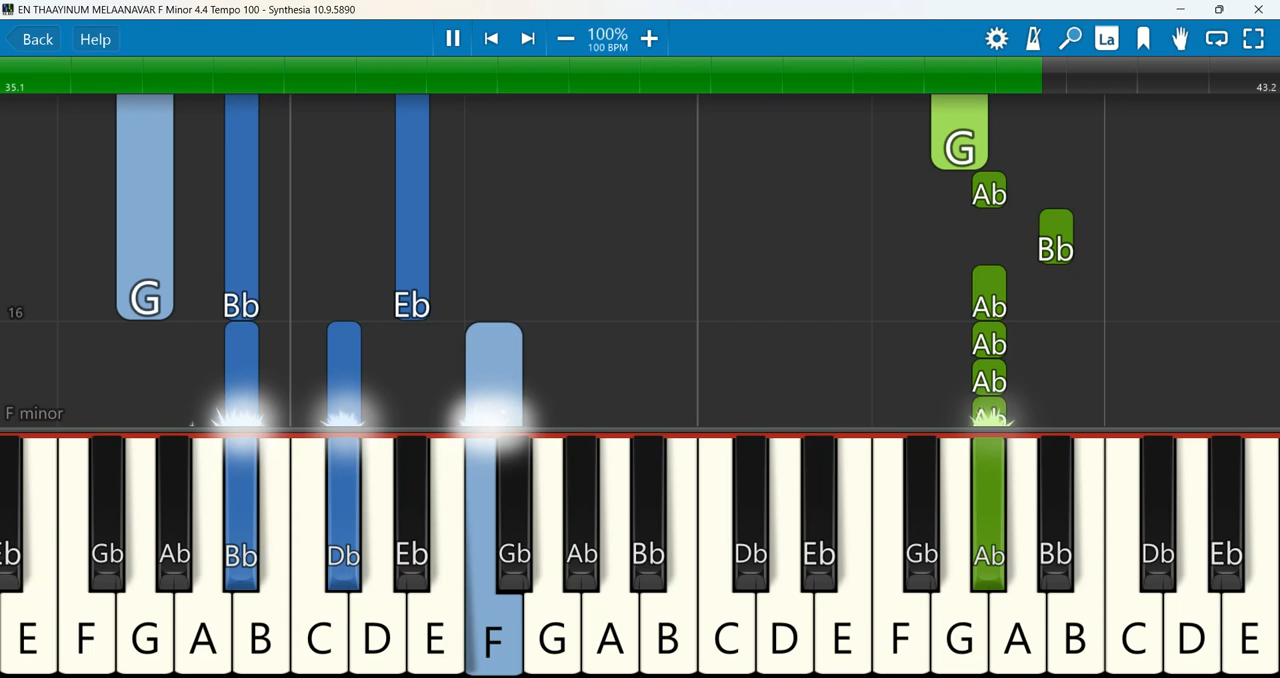 EN THAAYINUM MELAANAVAR F Minor 4.4 Tempo 100 - Synthesia 10.9.5890
Back Help 100% La
100 BPM
35.1 43.2
G G
Ab
Bb
G Bb Eb Ab
16
Ab
Ab
F minor Ab
Eb Gb Ab Bb Db Eb Gb Ab Bb Db Eb Gb Ab Bb Db Eb
E F G A B C D E F G A B C D E F G A B C D E